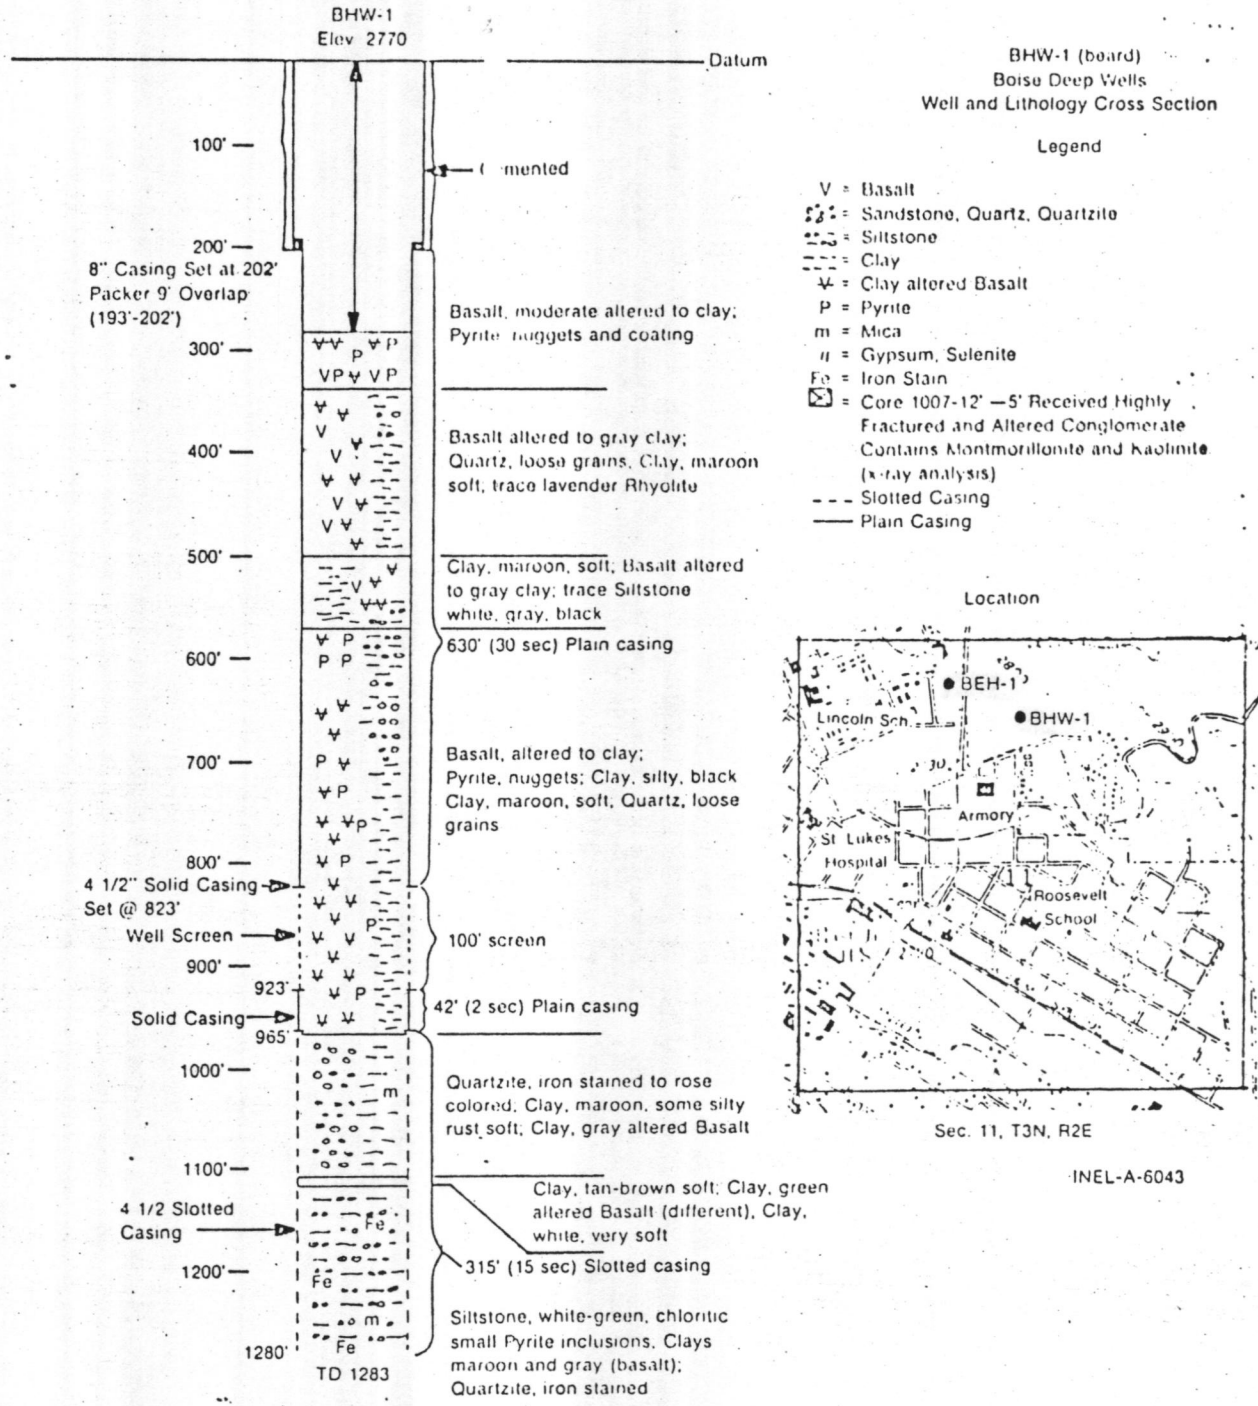 BHW-1
Elev 2770
Datum
100'
mented
200'
8" Casing Set at 202'
Packer 9' Overlap
(193'-202')
Basalt, moderate altered to clay;
Pyrite nuggets and coating
300'
V V V P
P
V P V V P
400'
Basalt altered to gray clay;
Quartz, loose grains, Clay, maroon
soft, trace lavender Rhyolite
500'
Clay, maroon, soft; Basalt altered
to gray clay; trace Siltstone
white, gray, black
600'
630' (30 sec) Plain casing
700'
Basalt, altered to clay;
Pyrite, nuggets; Clay, silty, black
Clay, maroon, soft, Quartz, loose
grains
800'
4 1/2" Solid Casing
Set @ 823'
Well Screen
100' screen
900'
923'
Solid Casing
42' (2 sec) Plain casing
965'
1000'
m
Quartzite, iron stained to rose
colored; Clay, maroon, some silty
rust soft; Clay, gray altered Basalt
1100'
Clay, tan-brown soft; Clay, green
altered Basalt (different), Clay,
white, very soft
4 1/2 Slotted
Casing
Fe
1200'
315' (15 sec) Slotted casing
Fe
m
Fe
Siltstone, white-green, chloritic
small Pyrite inclusions, Clays
maroon and gray (basalt);
Quartzite, iron stained
1280'
TD 1283
BHW-1 (board)
Boise Deep Wells
Well and Lithology Cross Section
Legend
V = Basalt
= Sandstone, Quartz, Quartzite
= Siltstone
= Clay
= Clay altered Basalt
P = Pyrite
m = Mica
= Gypsum, Selenite
Fe = Iron Stain
= Core 1007-12' — 5' Received Highly
Fractured and Altered Conglomerate
Contains Montmorillonite and Kaolinite
(x-ray analysis)
Slotted Casing
Plain Casing
Location
BEH-1
Lincoln Sch.
BHW-1
Armory
St Lukes
Hospital
Roosevelt
School
Sec. 11, T3N, R2E
INEL-A-6043